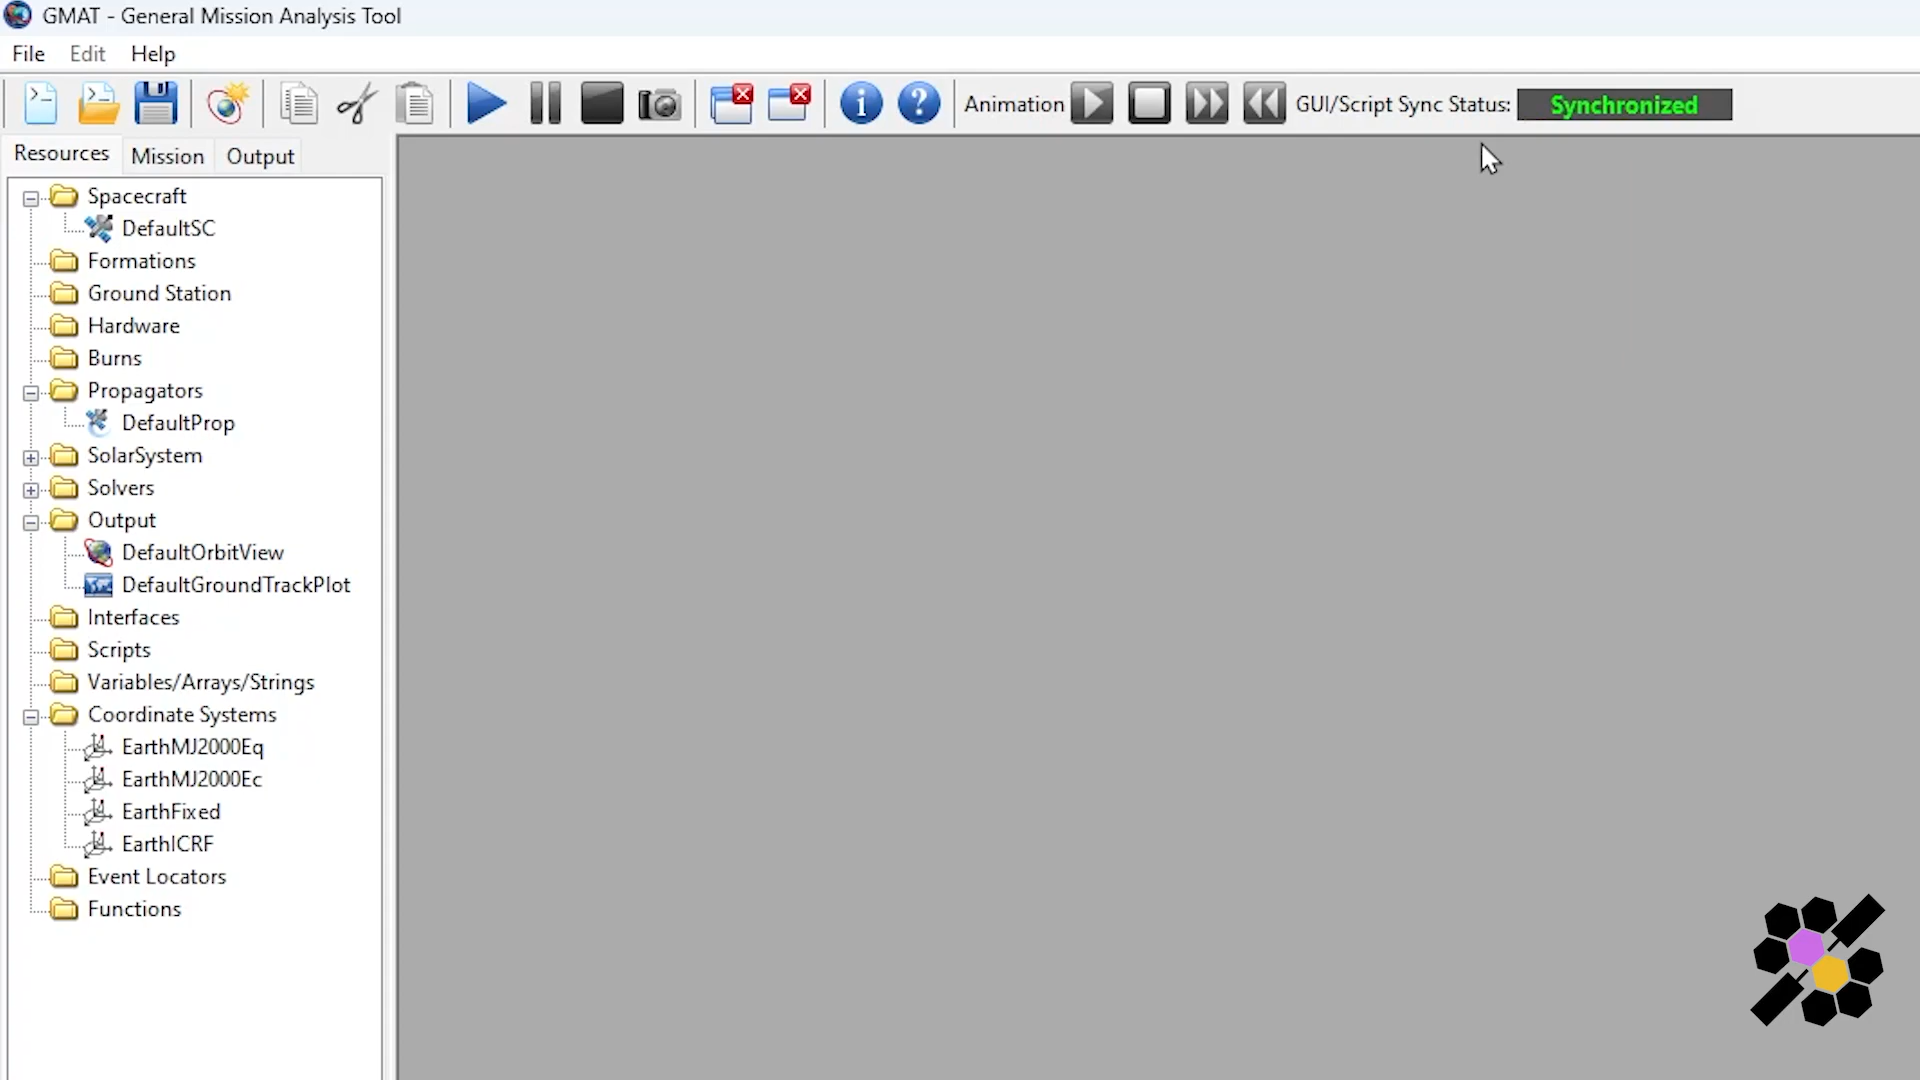 GMAT - General Mission Analysis Tool
File Edit Help
Animation GUI/Script Sync Status: Synchronized
Resources Mission Output
Spacecraft
DefaultSC
Formations
Ground Station
Hardware
Burns
Propagators
DefaultProp
SolarSystem
Solvers
Output
DefaultOrbitView
DefaultGroundTrackPlot
Interfaces
Scripts
Variables/Arrays/Strings
Coordinate Systems
EarthMJ2000Eq
EarthMJ2000Ec
EarthFixed
EarthICRF
Event Locators
Functions